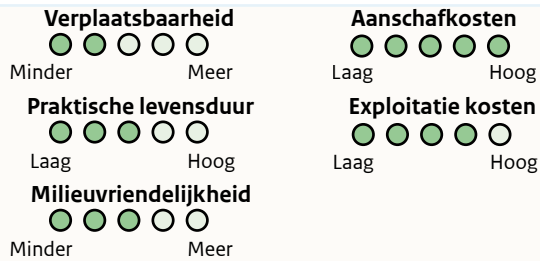 Verplaatsbaarheid
Minder Meer
Praktische levensduur
Laag Hoog
Milieuvriendelijkheid
Minder Meer
Aanschafkosten
Laag Hoog
Exploitatie kosten
Laag Hoog